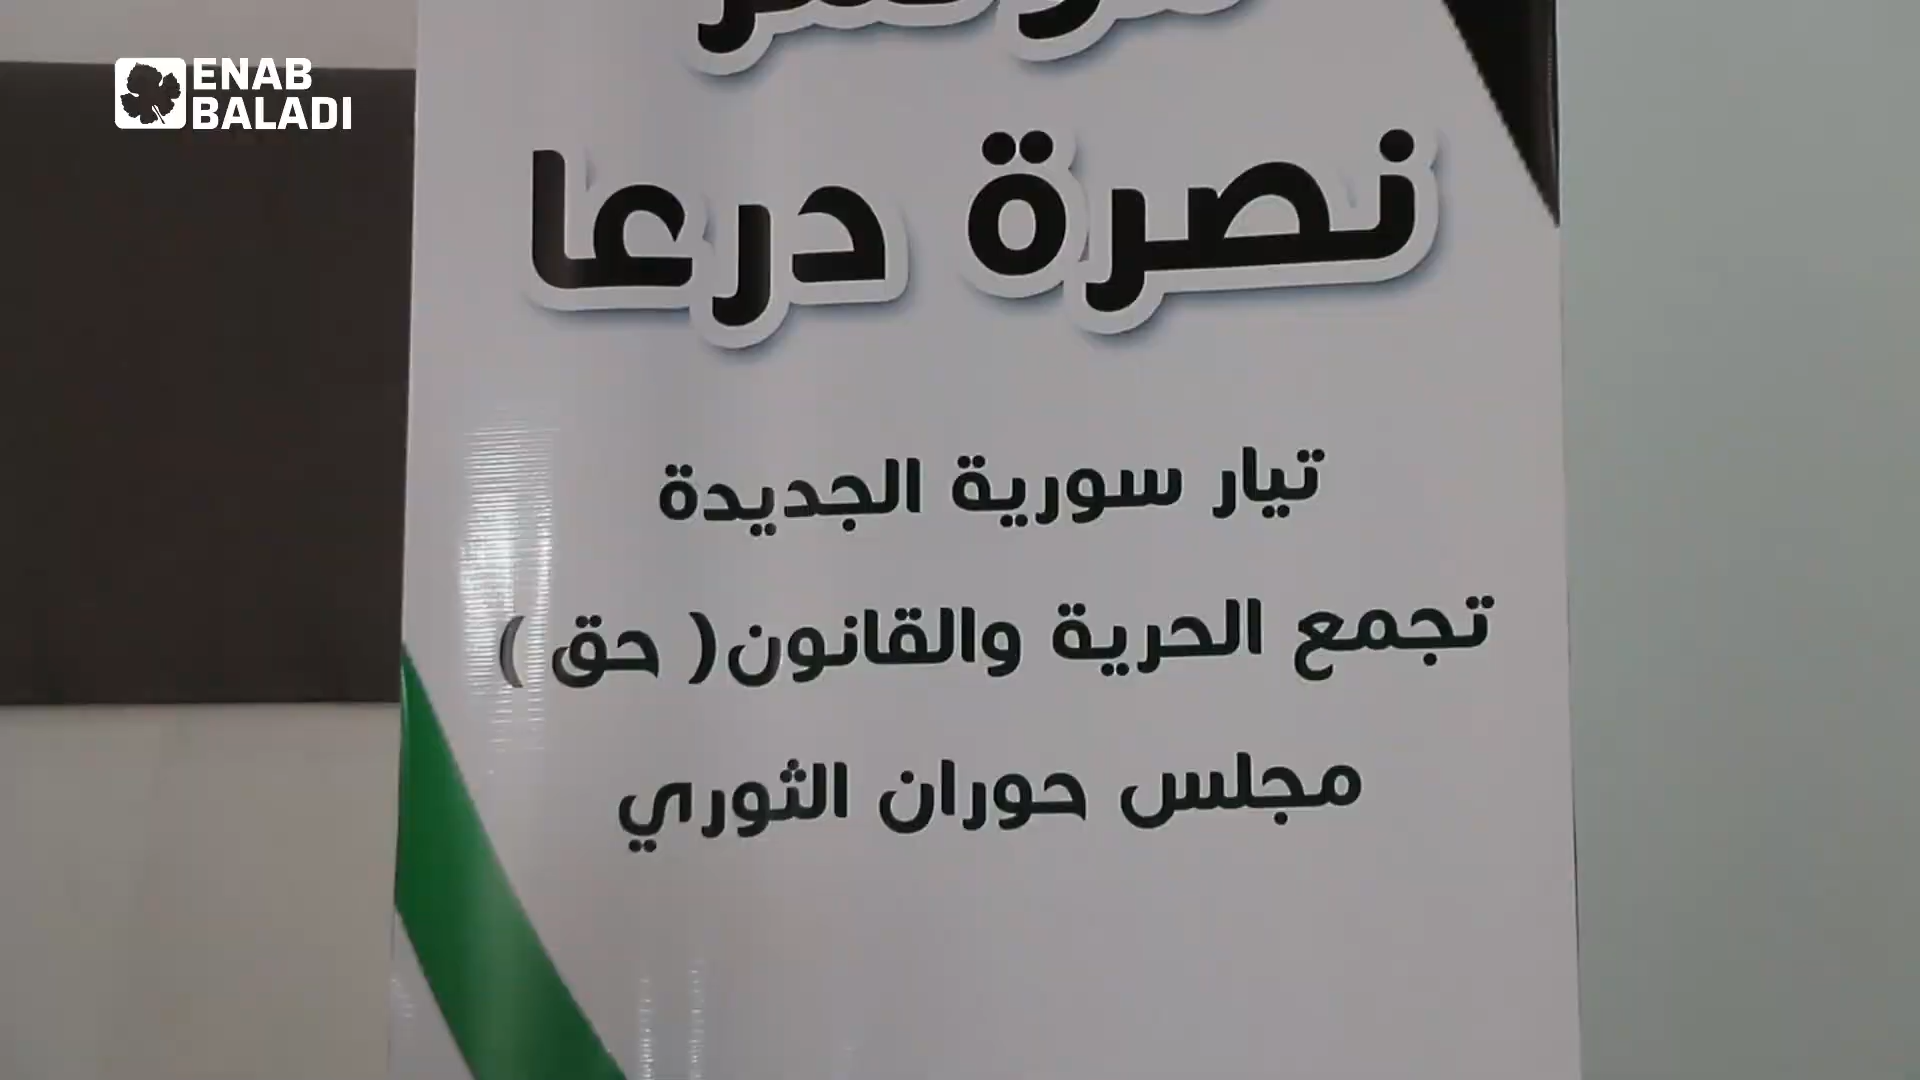 ENAB
BALADI
نصرة درعا
تيار سورية الجديدة
تجمع الحرية والقانون( حق )
مجلس حوران الثوري